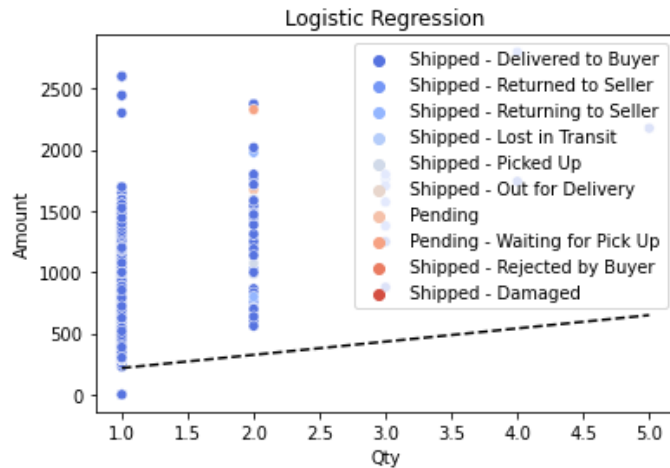 Logistic Regression
Shipped - Delivered to Buyer
Shipped - Returned to Seller
Shipped - Returning to Seller
Shipped - Lost in Transit
Shipped - Picked Up
Shipped - Out for Delivery
Pending
Pending - Waiting for Pick Up
Shipped - Rejected by Buyer
Shipped - Damaged
Amount
2500
2000
1500
1000
500
0
1.0 1.5 2.0 2.5 3.0 3.5 4.0 4.5 5.0
Qty